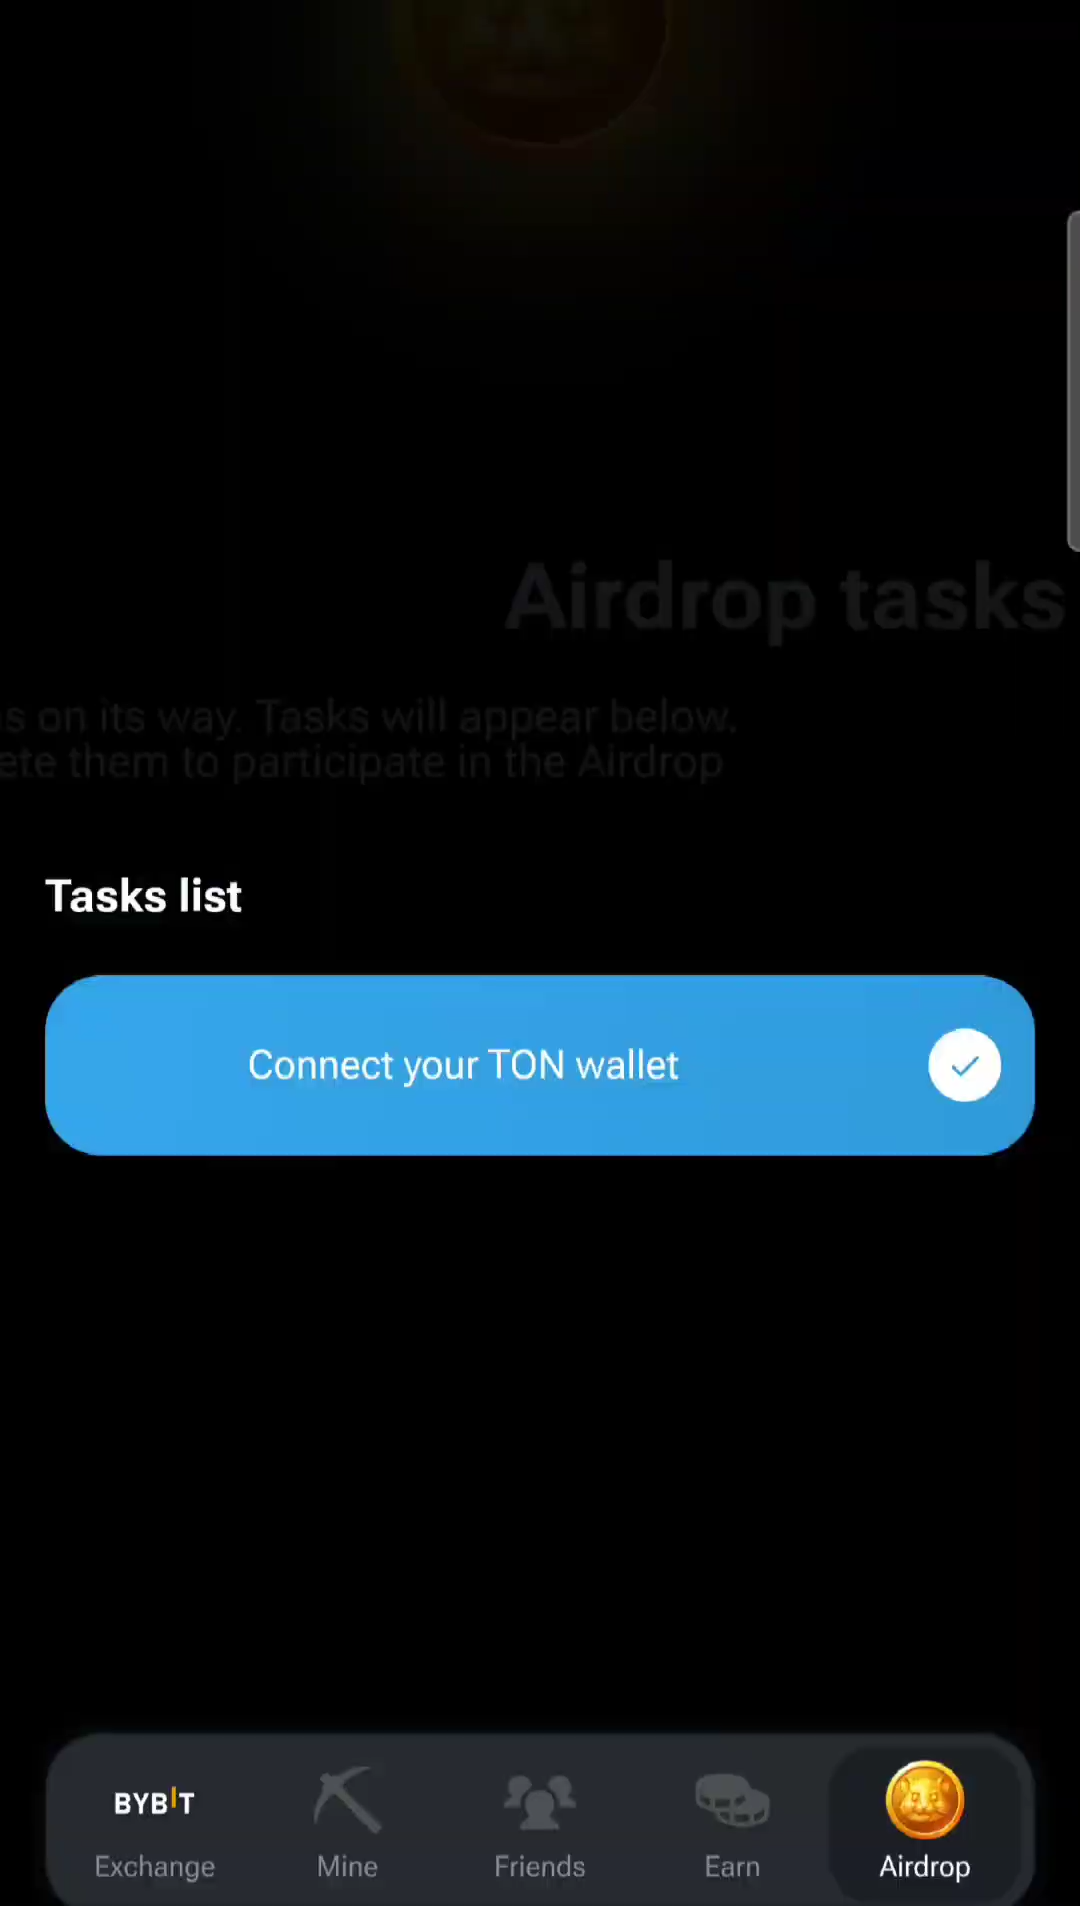 Airdrop tasks
s on its way. Tasks will appear below.
ete them to participate in the Airdrop
Tasks list
Connect your TON wallet
BYBIT
Exchange
Mine
Friends
Earn
Airdrop